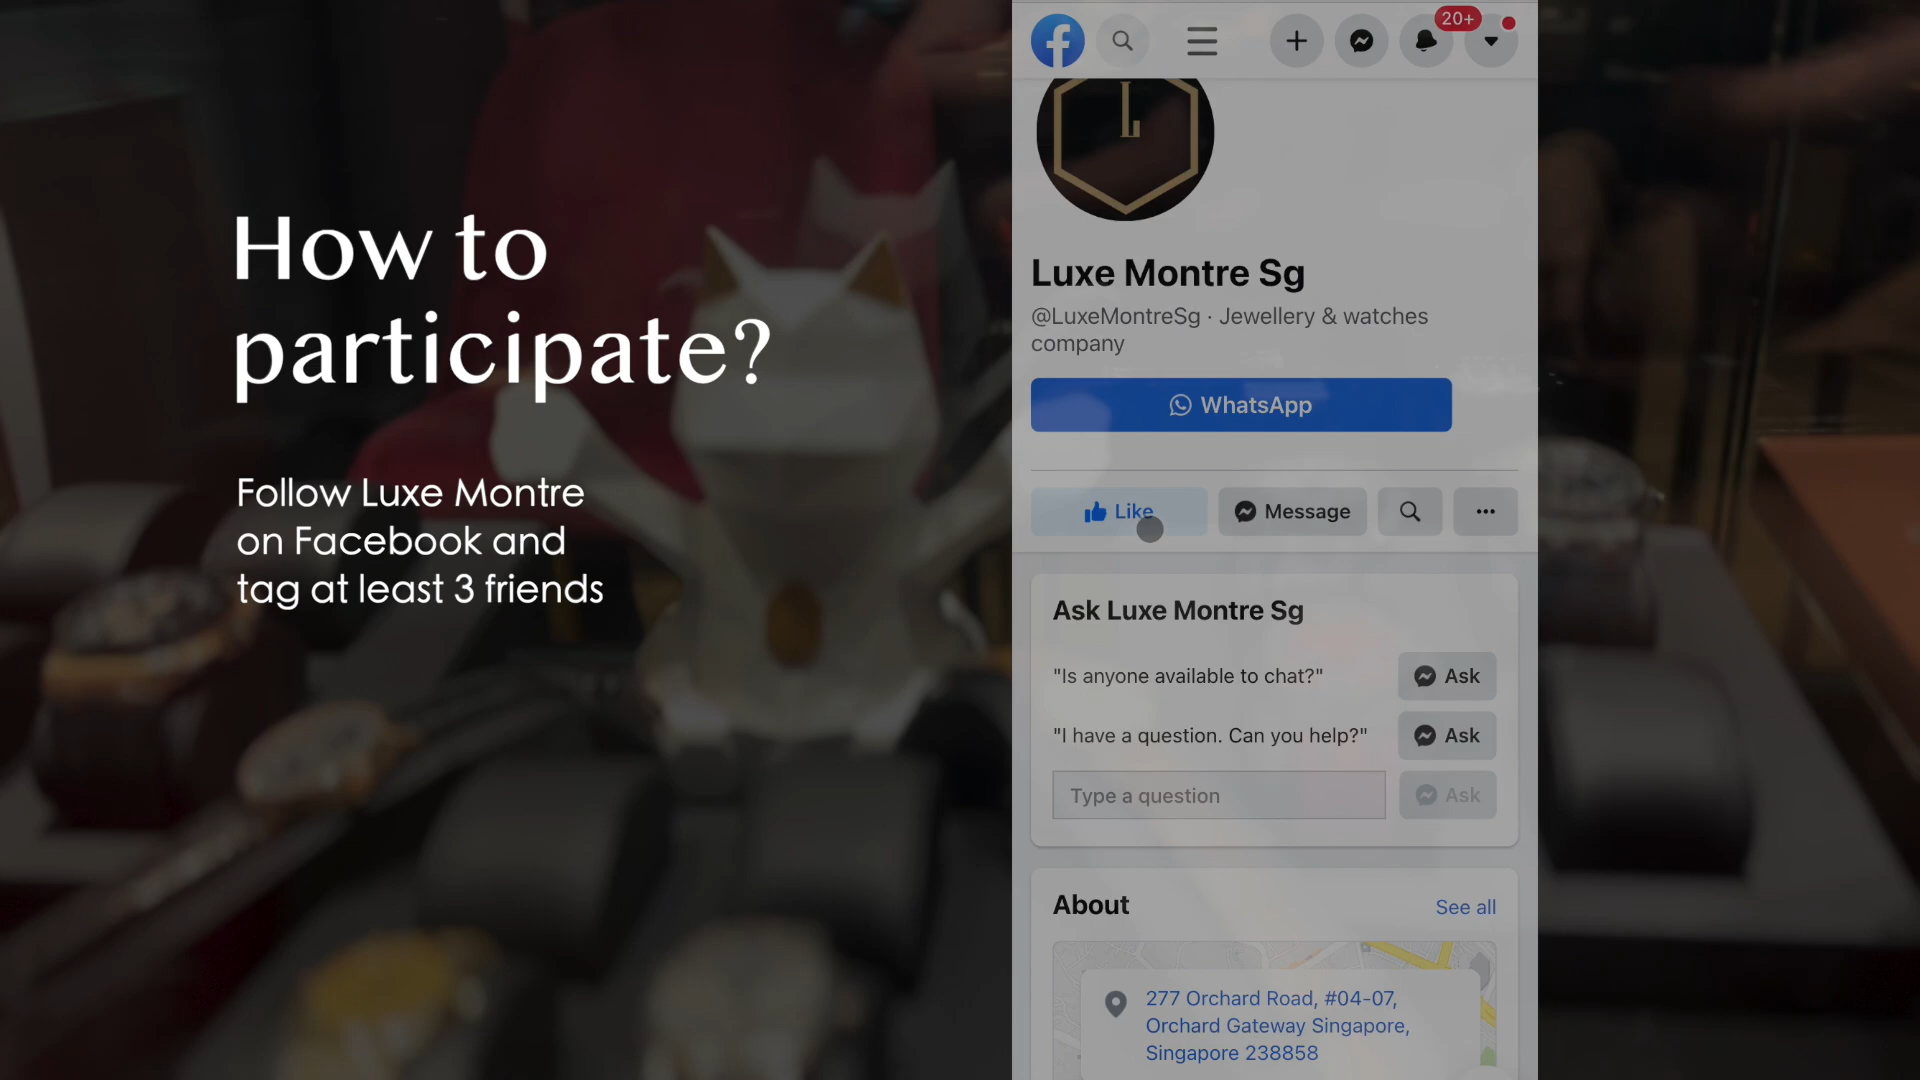 How to
participate?
Follow Luxe Montre
on Facebook and
tag at least 3 friends
20+
L
Luxe Montre Sg
@LuxeMontreSg · Jewellery & watches
company
WhatsApp
Like
Message
Ask Luxe Montre Sg
"Is anyone available to chat?"
Ask
"I have a question. Can you help?"
Ask
Type a question
Ask
About
See all
277 Orchard Road, #04-07,
Orchard Gateway Singapore,
Singapore 238858